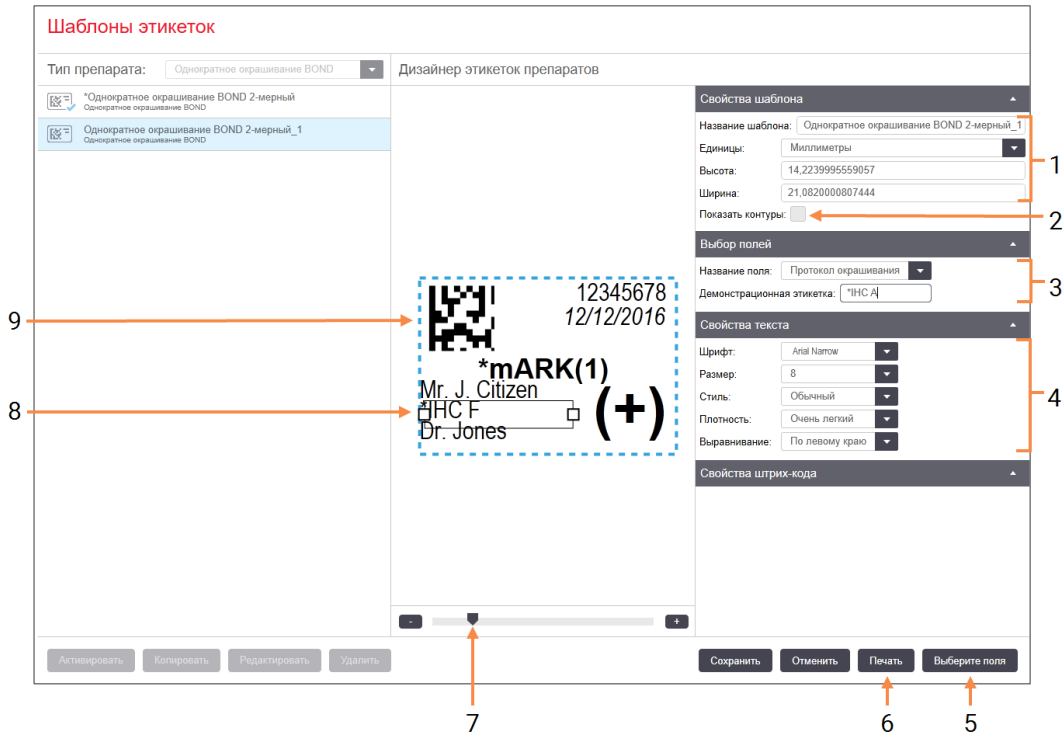 Шаблоны этикеток
Тип препарата: Однократное окрашивание BOND
Дизайнер этикеток препаратов
*Однократное окрашивание BOND 2-мерный
Однократное окрашивание BOND
Однократное окрашивание BOND 2-мерный_1
Однократное окрашивание BOND
12345678
12/12/2016
*mARK(1)
Mr. J. Citizen
*IHC F
(+)
Dr. Jones
- +
Свойства шаблона
Название шаблона: Однократное окрашивание BOND 2-мерный_1
Единицы: Миллиметры
Высота: 14,2239995559057
Ширина: 21,0820000807444
Показать контуры:
Выбор полей
Название поля: Протокол окрашивания
Демонстрационная этикетка: *IHC A
Свойства текста
Шрифт: Arial Narrow
Размер: 8
Стиль: Обычный
Плотность: Очень легкий
Выравнивание: По левому краю
Свойства штрих-кода
Активировать Копировать Редактировать Удалить
Сохранить Отменить Печать Выберите поля
1
2
3
4
5
6
7
8
9